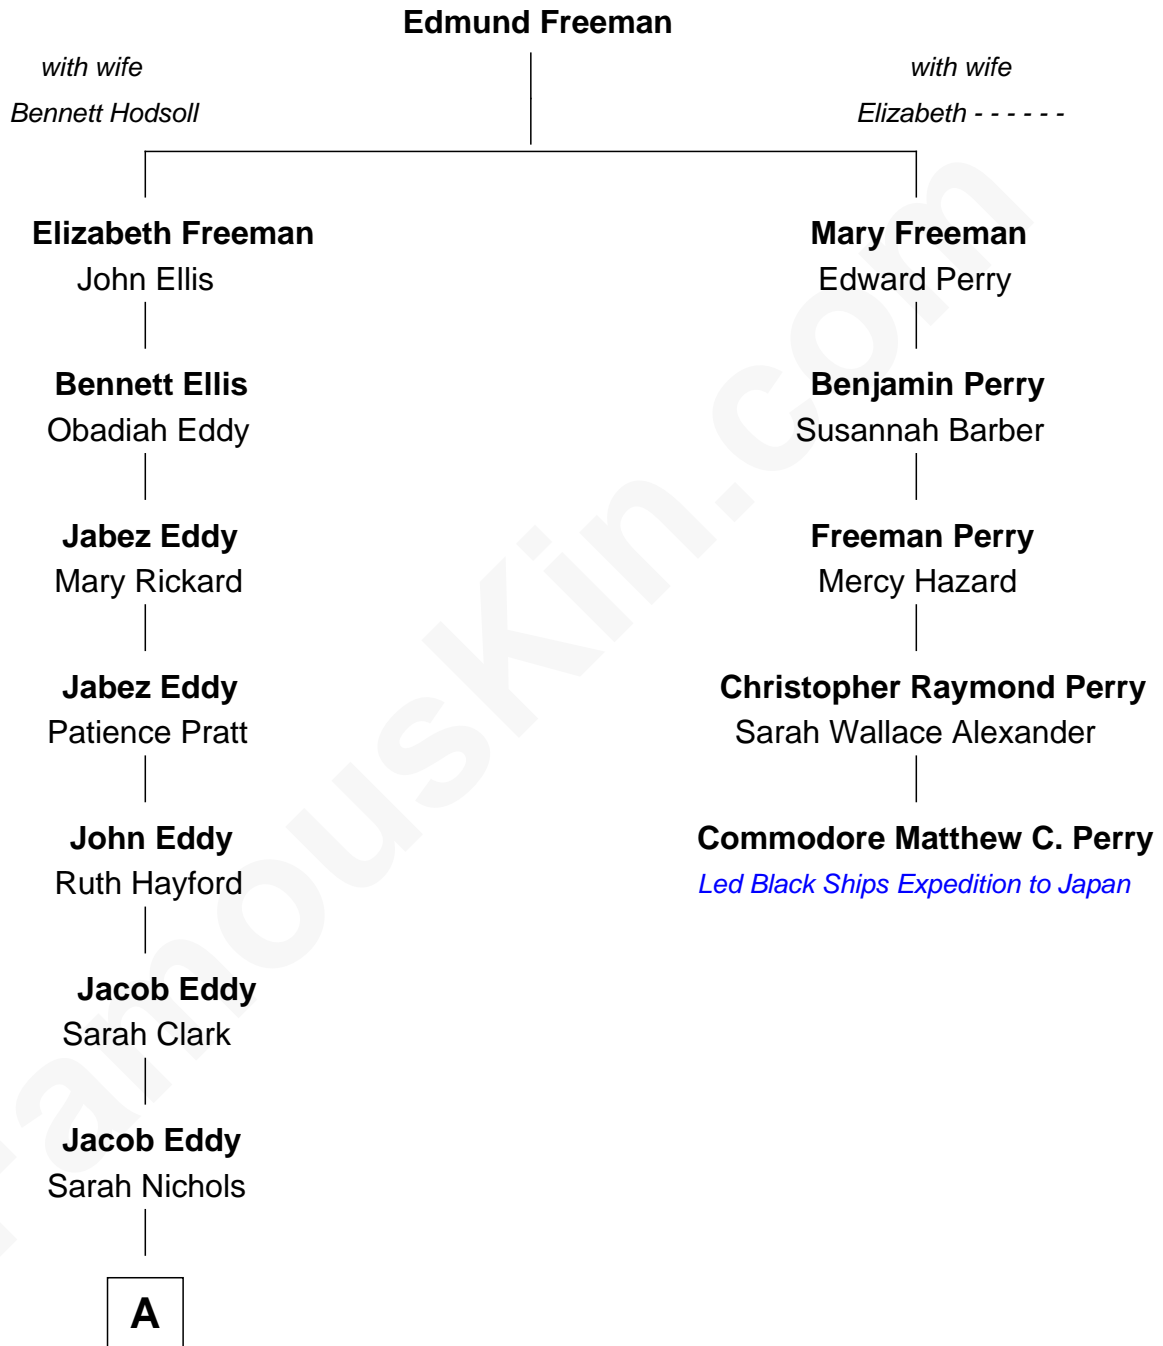 Edmund Freeman
with wife
Bennett Hodsoll
with wife
Elizabeth - - - - - -
Elizabeth Freeman
John Ellis
Mary Freeman
Edward Perry
Bennett Ellis
Obadiah Eddy
Benjamin Perry
Susannah Barber
Jabez Eddy
Mary Rickard
Freeman Perry
Mercy Hazard
Jabez Eddy
Patience Pratt
Christopher Raymond Perry
Sarah Wallace Alexander
John Eddy
Ruth Hayford
Commodore Matthew C. Perry
Led Black Ships Expedition to Japan
Jacob Eddy
Sarah Clark
Jacob Eddy
Sarah Nichols
A
FamousKin.com